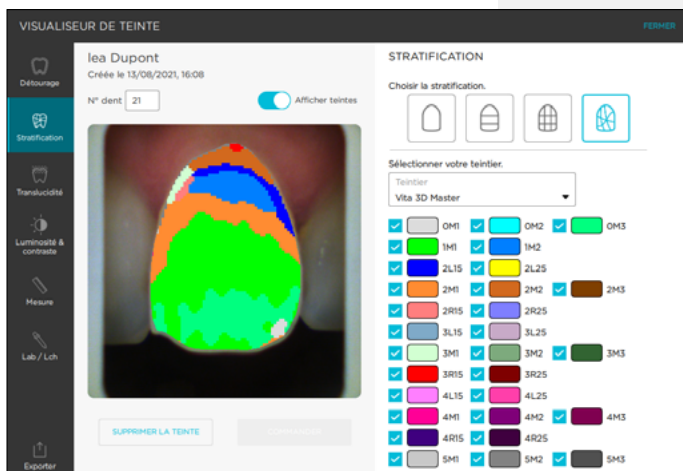 VISUALISEUR DE TEINTE
FERMER
Détourage
Stratification
Translucidité
Luminosité &
contraste
Mesure
Lab / Lch
Exporter
lea Dupont
Créée le 13/08/2021, 16:08
N° dent 21
Afficher teintes
SUPPRIMER LA TEINTE
COMMANDER
STRATIFICATION
Choisir la stratification.
Sélectionner votre teintier.
Teintier
Vita 3D Master
0M1 0M2 0M3
1M1 1M2
2L15 2L25
2M1 2M2 2M3
2R15 2R25
3L15 3L25
3M1 3M2 3M3
3R15 3R25
4L15 4L25
4M1 4M2 4M3
4R15 4R25
5M1 5M2 5M3